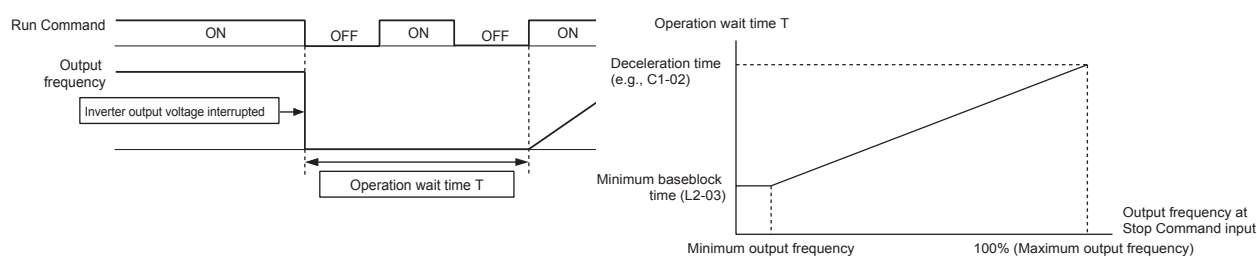 Run Command
ON
OFF
ON
OFF
ON
Output
frequency
Inverter output voltage interrupted
Operation wait time T
Operation wait time T
Deceleration time
(e.g., C1-02)
Minimum baseblock
time (L2-03)
Output frequency at
Stop Command input
Minimum output frequency
100% (Maximum output frequency)